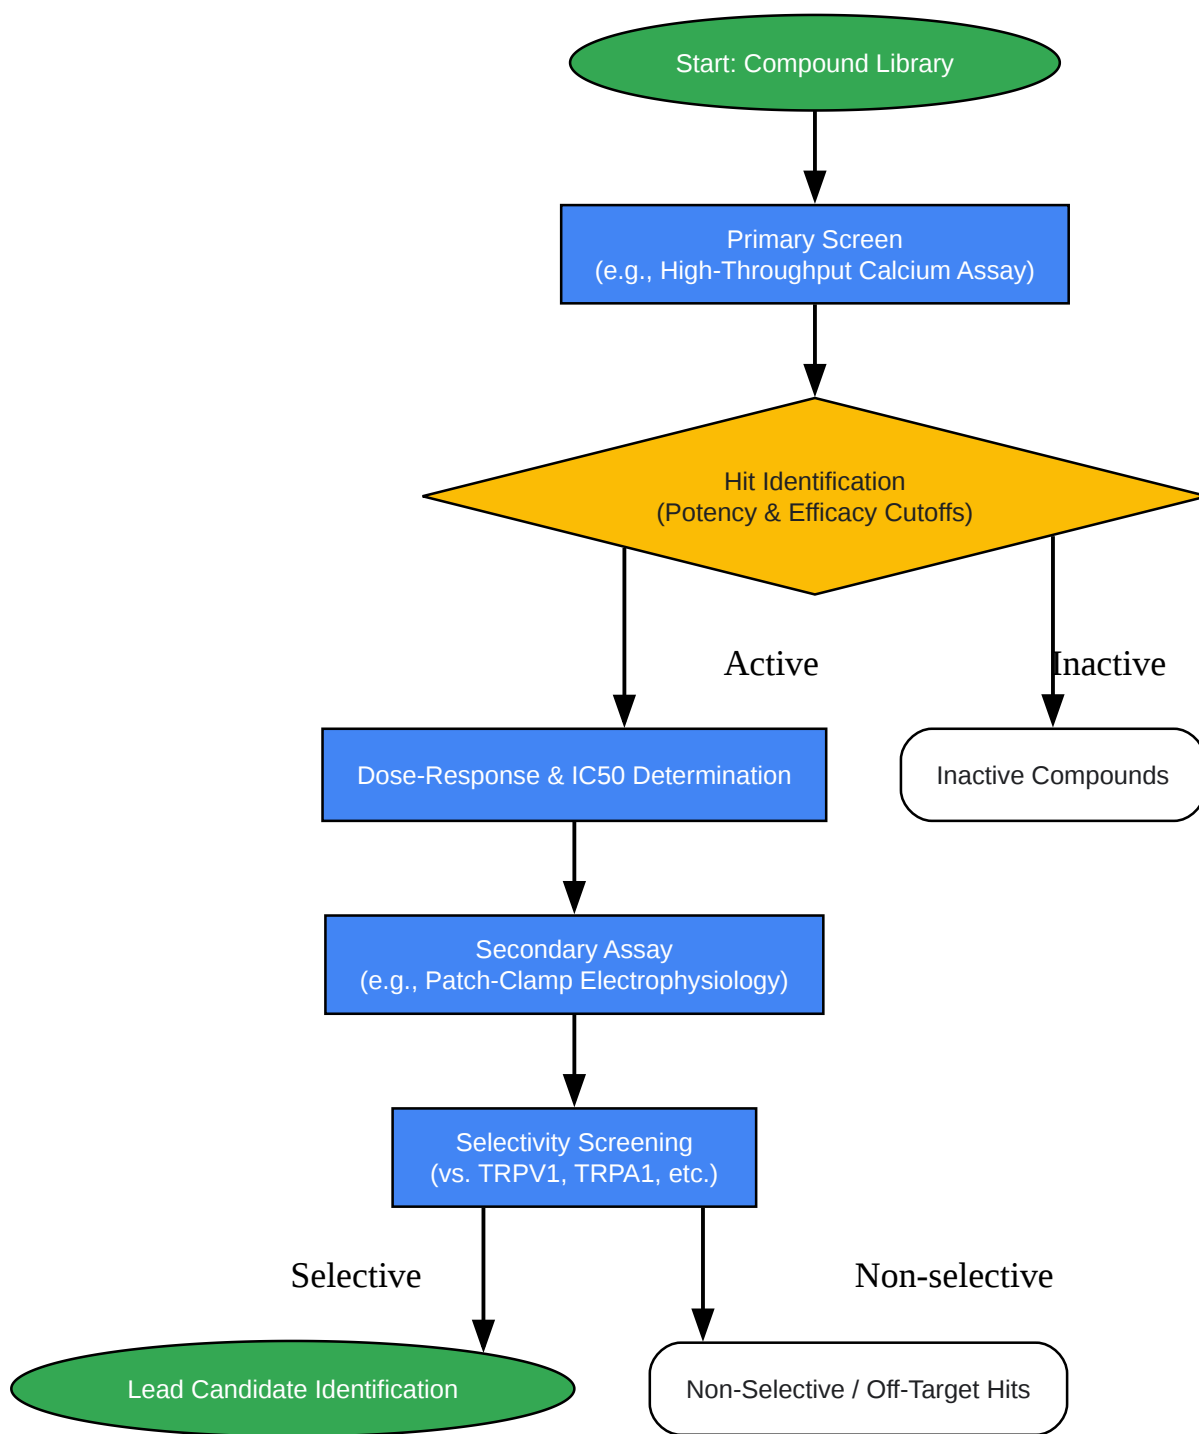 Start: Compound Library
Primary Screen
(e.g., High-Throughput Calcium Assay)
Hit Identification
(Potency & Efficacy Cutoffs)
Active
Inactive
Dose-Response & IC50 Determination
Inactive Compounds
Secondary Assay
(e.g., Patch-Clamp Electrophysiology)
Selectivity Screening
(vs. TRPV1, TRPA1, etc.)
Selective
Non-selective
Lead Candidate Identification
Non-Selective / Off-Target Hits